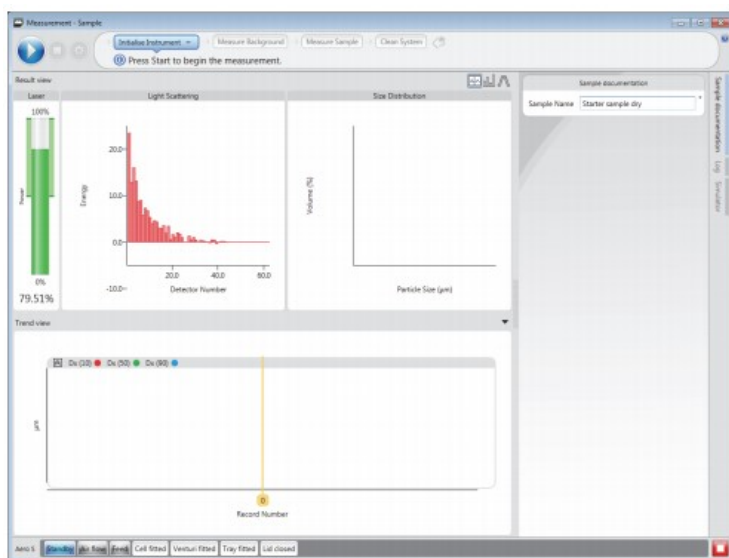 Measurement - Sample
Initialise Instrument
Measure Background
Measure Sample
Clean System
Press Start to begin the measurement.
Result view
Laser
Light Scattering
Size Distribution
100%
Power
0%
79.51%
Energy
20.0
10.0
0.0
-10.0
20.0
40.0
60.0
Detector Number
Volume (%)
Particle Size (µm)
Sample documentation
Sample Name
Starter sample dry
Sample documentation
Log
Simulator
Trend view
Dv (10)
Dv (50)
Dv (90)
µm
0
Record Number
Aero S
Standby
Air flow
Feed
Cell fitted
Venturi fitted
Tray fitted
Lid closed